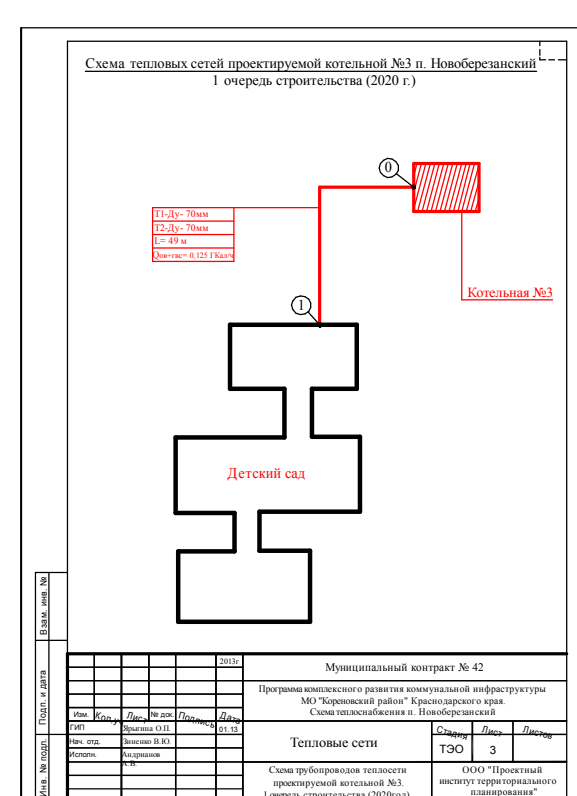 Схема тепловых сетей проектируемой котельной №3 п. Новоберезанский
1 очередь строительства (2020 г.)
0
Т1-Ду- 70мм
Т2-Ду- 70мм
L= 49 м
Qов+гвс= 0,125 ГКал/ч
Котельная №3
1
Детский сад
Взам. инв. №
Подп. и дата
Инв. № подл.
2013г
Муниципальный контракт № 42
Программа комплексного развития коммунальной инфраструктуры
МО "Кореновский район" Краснодарского края.
Схема теплоснабжения п. Новоберезанский
Изм. Кол.у Лист № док. Подпись Дата
ГИП Ярыгина О.П. 01.13
Нач. отд. Зиненко В.Ю.
Исполн. Андрианов
А.В.
Тепловые сети
Стадия Лист Листов
ТЭО 3
Схема трубопроводов теплосети
проектируемой котельной №3.
1 очередь строительства (2020год)
ООО "Проектный
институт территориального
планирования"